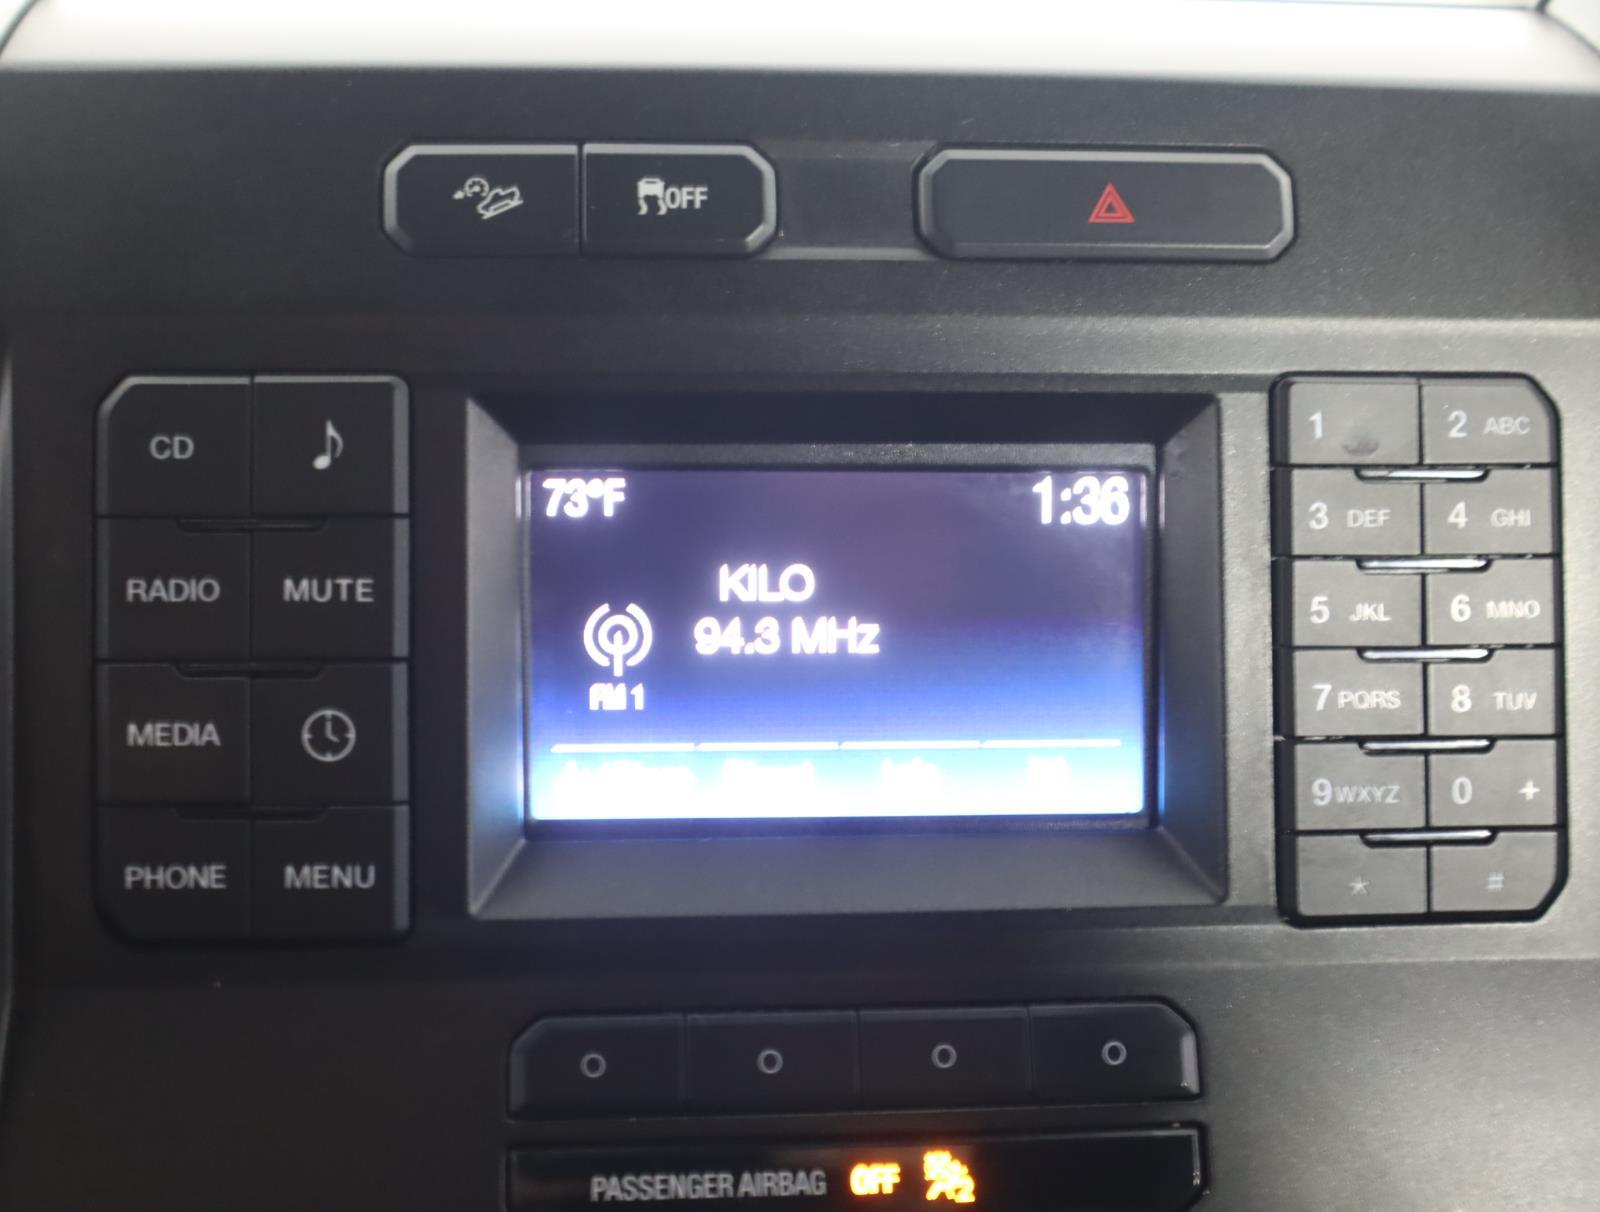 OFF
CD
RADIO MUTE
MEDIA
PHONE MENU
73°F 1:36
KILO
94.3 MHz
FM 1
1 2 ABC
3 DEF 4 GHI
5 JKL 6 MNO
7 PQRS 8 TUV
9 WXYZ 0 +
* #
PASSENGER AIRBAG OFF